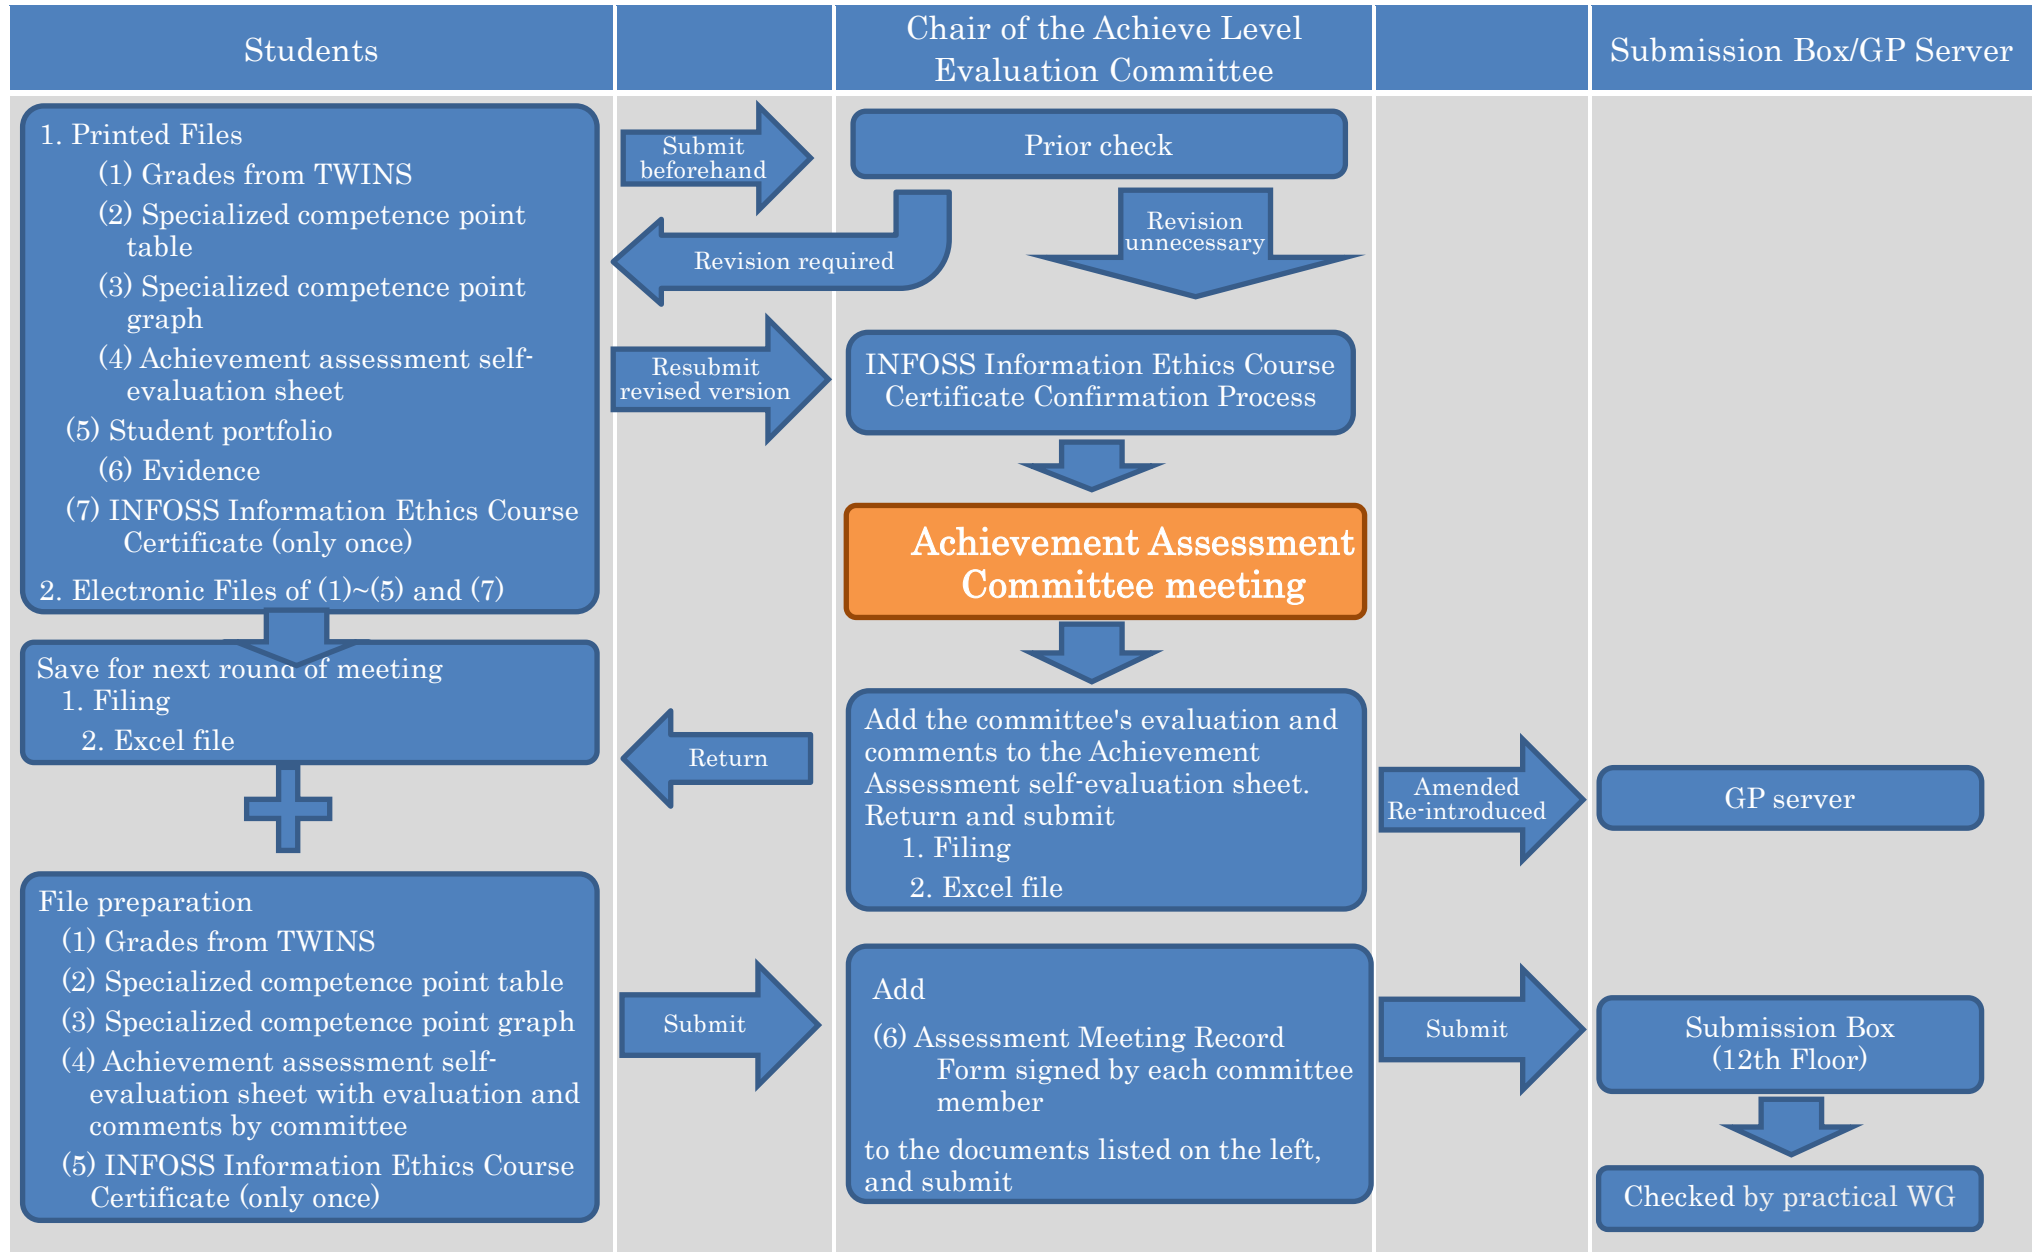 Students
Chair of the Achieve Level
Evaluation Committee
Submission Box/GP Server
1. Printed Files
(1) Grades from TWINS
(2) Specialized competence point
table
(3) Specialized competence point
graph
(4) Achievement assessment self-
evaluation sheet
(5) Student portfolio
(6) Evidence
(7) INFOSS Information Ethics Course
Certificate (only once)
2. Electronic Files of (1)~(5) and (7)
Submit
beforehand
Prior check
Revision required
Revision
unnecessary
Resubmit
revised version
INFOSS Information Ethics Course
Certificate Confirmation Process
Achievement Assessment
Committee meeting
Save for next round of meeting
1. Filing
2. Excel file
Return
Add the committee's evaluation and
comments to the Achievement
Assessment self-evaluation sheet.
Return and submit
1. Filing
2. Excel file
Amended
Re-introduced
GP server
File preparation
(1) Grades from TWINS
(2) Specialized competence point table
(3) Specialized competence point graph
(4) Achievement assessment self-
evaluation sheet with evaluation and
comments by committee
(5) INFOSS Information Ethics Course
Certificate (only once)
Submit
Add
(6) Assessment Meeting Record
Form signed by each committee
member
to the documents listed on the left,
and submit
Submit
Submission Box
(12th Floor)
Checked by practical WG